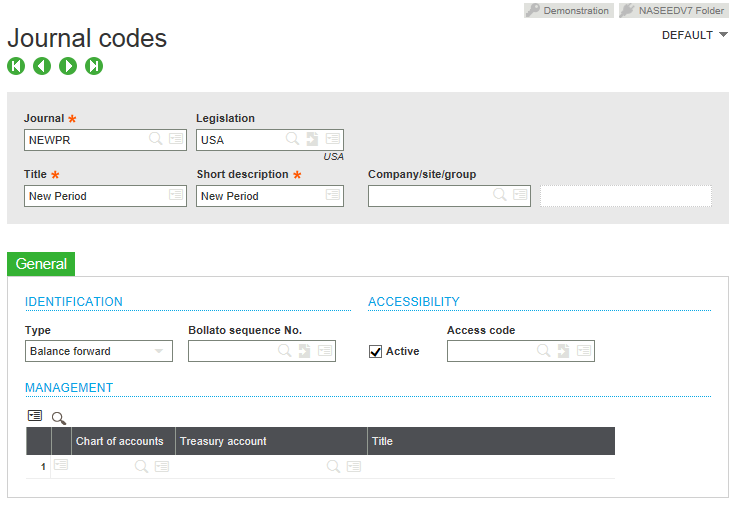 Demonstration NASEEDV7 Folder
Journal codes
DEFAULT
Journal * Legislation
NEWPR USA
USA
Title * Short description * Company/site/group
New Period New Period
General
IDENTIFICATION ACCESSIBILITY
Type Bollato sequence No. Access code
Balance forward Active
MANAGEMENT
Chart of accounts Treasury account Title
1